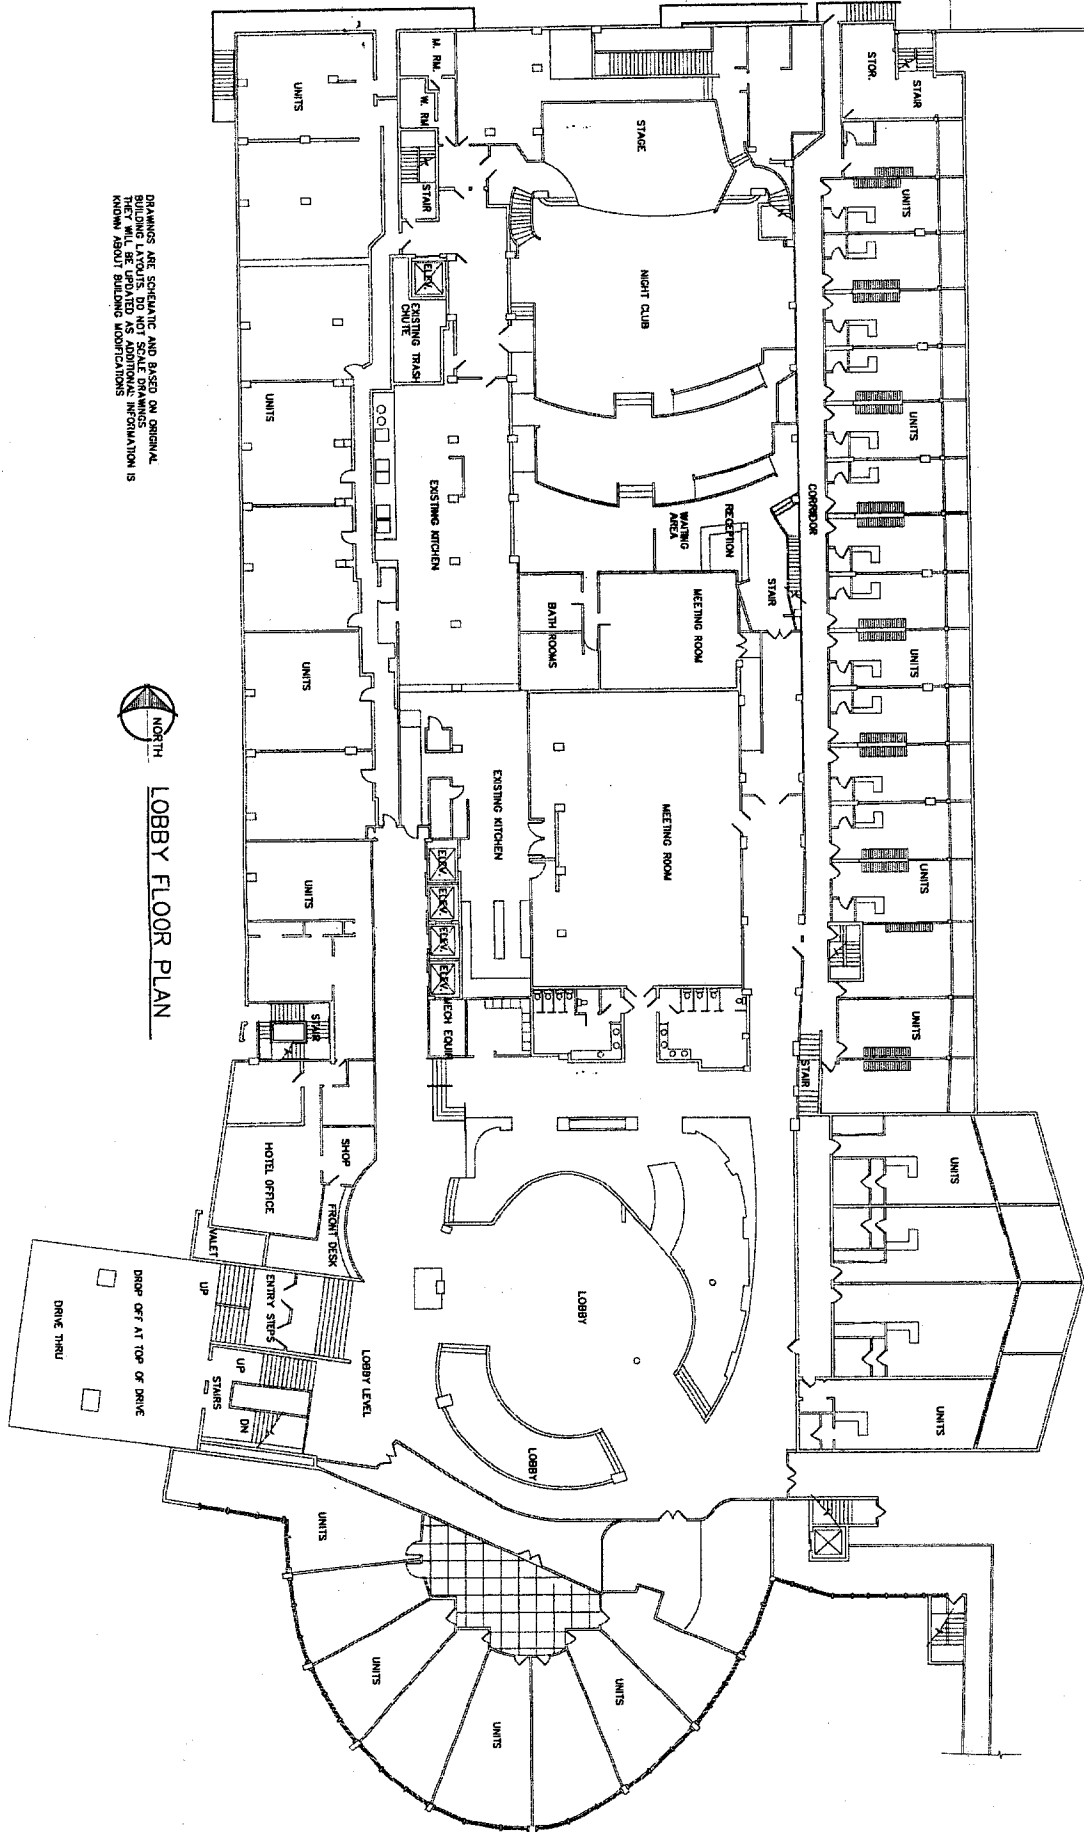 STAIR
STOR.
UNITS
UNITS
UNITS
UNITS
UNITS
UNITS
UNITS
CORRIDOR
STAIR
STAIR
RECEPTION
WAITING
AREA
MEETING ROOM
MEETING ROOM
STAGE
NIGHT CLUB
UNITS
LOBBY
BATH ROOMS
LOBBY
EXISTING KITCHEN
UNITS
M. RM.
W. RM
STAIR
ELEV.
EXISTING TRASH
CHUTE
EXISTING KITCHEN
ELEV.
ELEV.
ELEV.
ELEV.
MECH EQUIP
UNITS
LOBBY LEVEL
SHOP
FRONT DESK
UNITS
STAIR
UNITS
UNITS
UNITS
UNITS
HOTEL OFFICE
ENTRY STEPS
VALET
UP
UP
STAIRS
DN
DROP OFF AT TOP OF DRIVE
DRIVE THRU
DRAWINGS ARE SCHEMATIC AND BASED ON ORIGINAL
BUILDING LAYOUTS. DO NOT SCALE DRAWINGS
THEY WILL BE UPDATED AS ADDITIONAL INFORMATION IS
KNOWN ABOUT BUILDING MODIFICATIONS
NORTH
LOBBY FLOOR PLAN